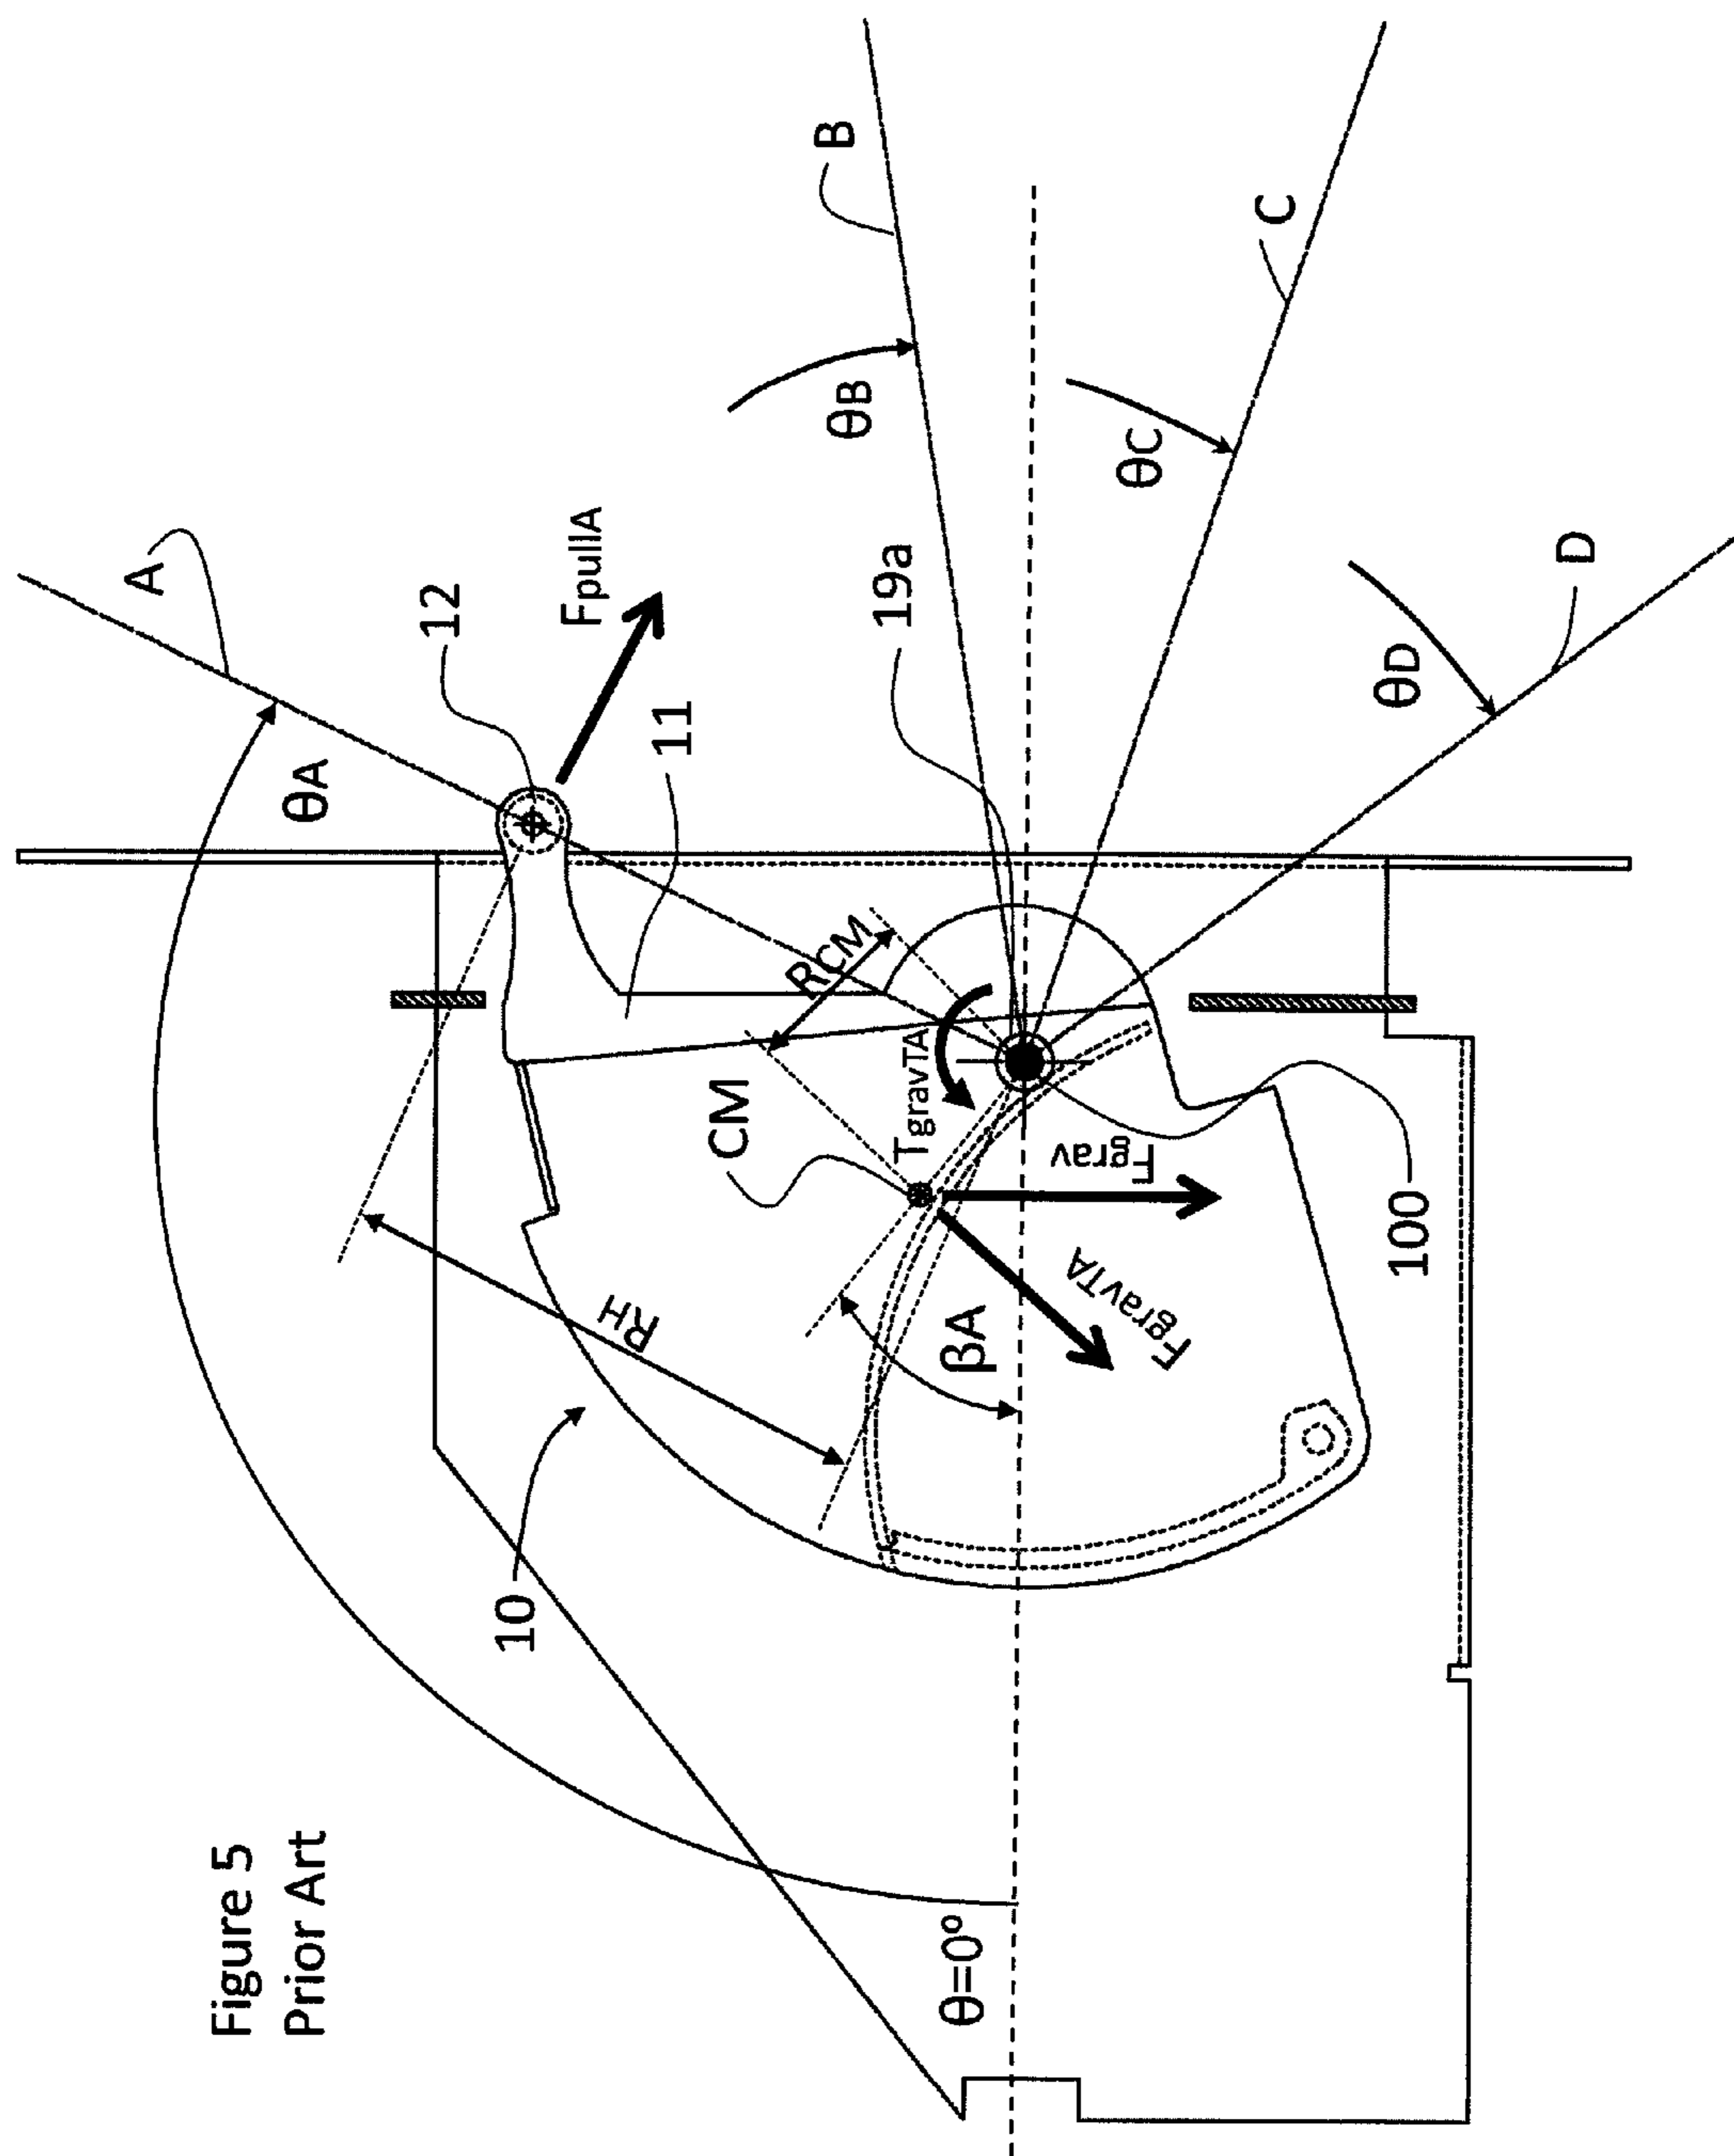 Figure 5
Prior Art
A
θA
12
FpullA
11
B
θB
19a
RCM
CM
TgravTA
C
θC
θD
D
Fgrav
FgravTA
βA
RH
10
θ=0º
100